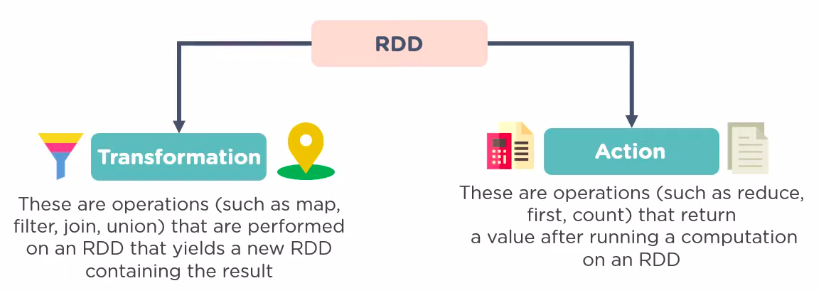 RDD
Transformation
These are operations (such as map,
filter, join, union) that are performed
on an RDD that yields a new RDD
containing the result
Action
These are operations (such as reduce,
first, count) that return
a value after running a computation
on an RDD